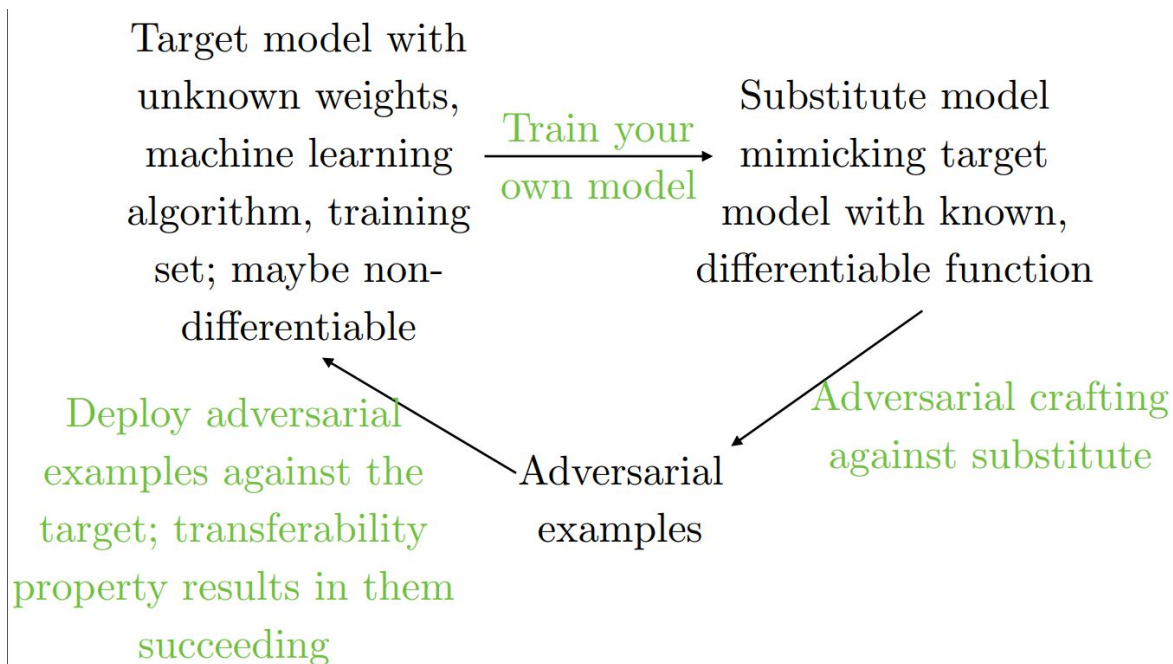 Target model with
unknown weights,
machine learning
algorithm, training
set; maybe non-
differentiable
Train your
own model
Substitute model
mimicking target
model with known,
differentiable function
Adversarial crafting
against substitute
Adversarial
examples
Deploy adversarial
examples against the
target; transferability
property results in them
succeeding